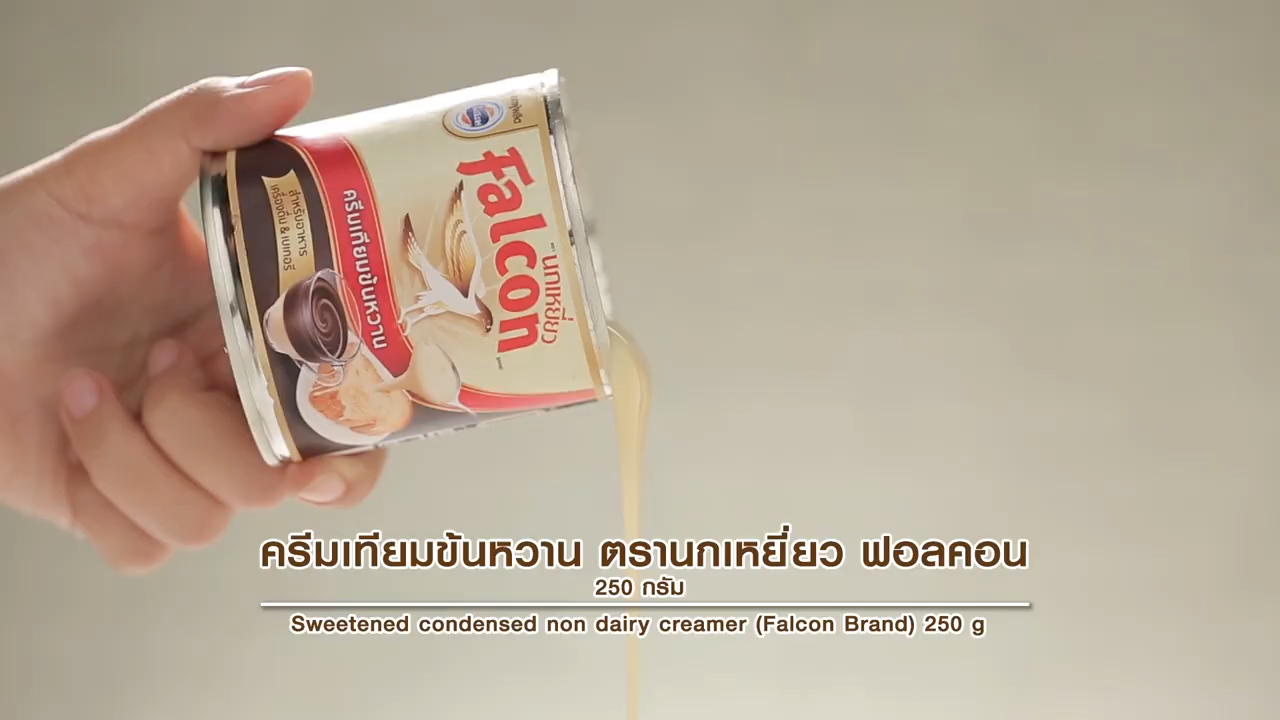 Falcon
นกเหยี่ยว
ครีมเทียมข้นหวาน
สำหรับอาหาร
เครื่องดื่ม & เบเกอรี่
ครีมเทียมข้นหวาน ตรานกเหยี่ยว ฟอลคอน
250 กรัม
Sweetened condensed non dairy creamer (Falcon Brand) 250 g